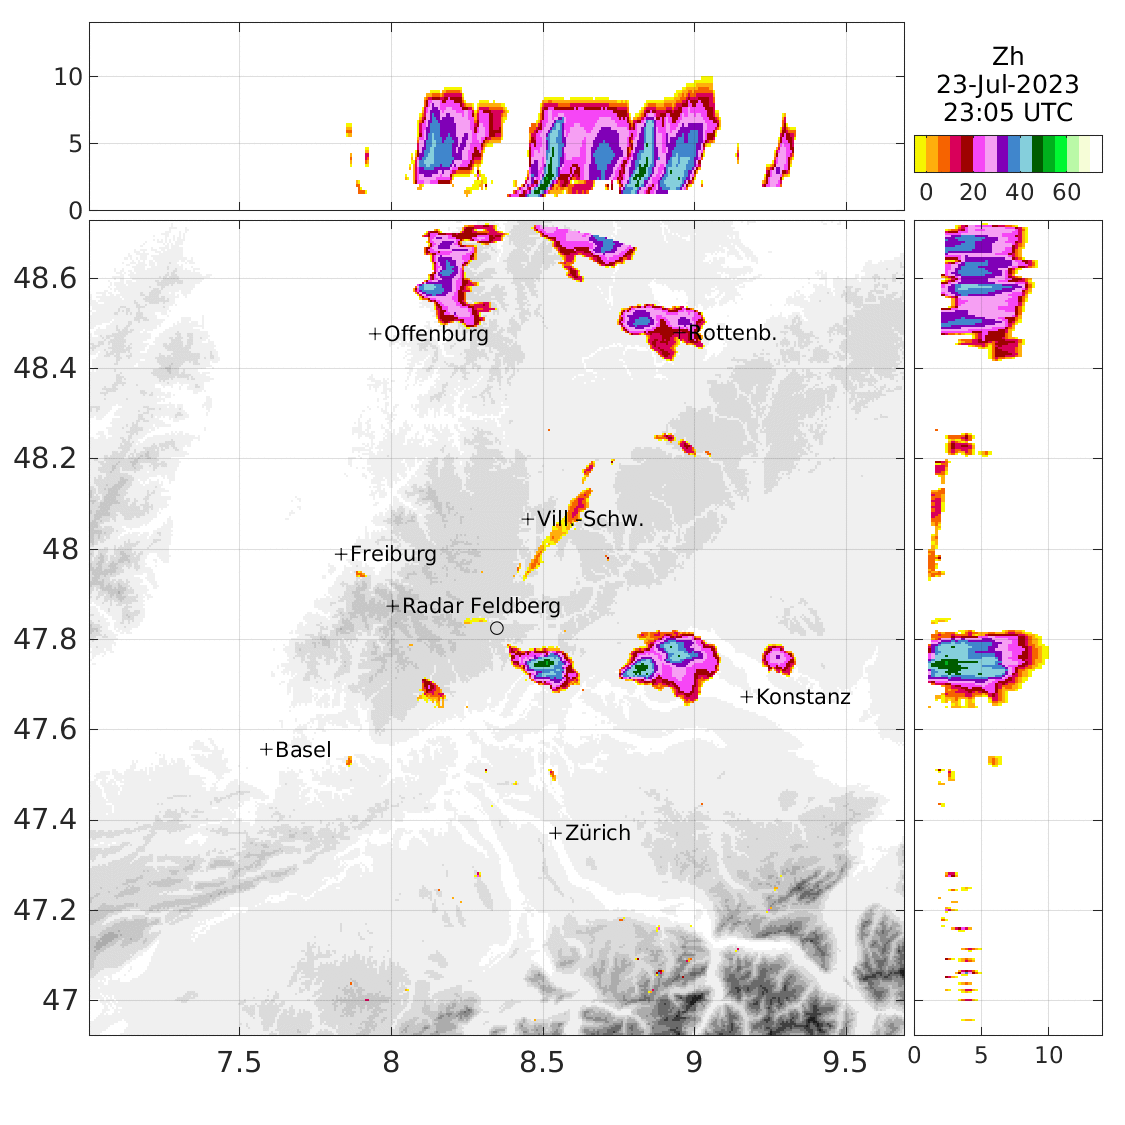 10
5
0
Zh
23-Jul-2023
23:05 UTC
0 20 40 60
48.6
48.4
48.2
48
47.8
47.6
47.4
47.2
47
+Offenburg
+Rottenb.
+Vill.-Schw.
+Freiburg
+Radar Feldberg
+Konstanz
+Basel
+Zürich
7.5 8 8.5 9 9.5
0 5 10